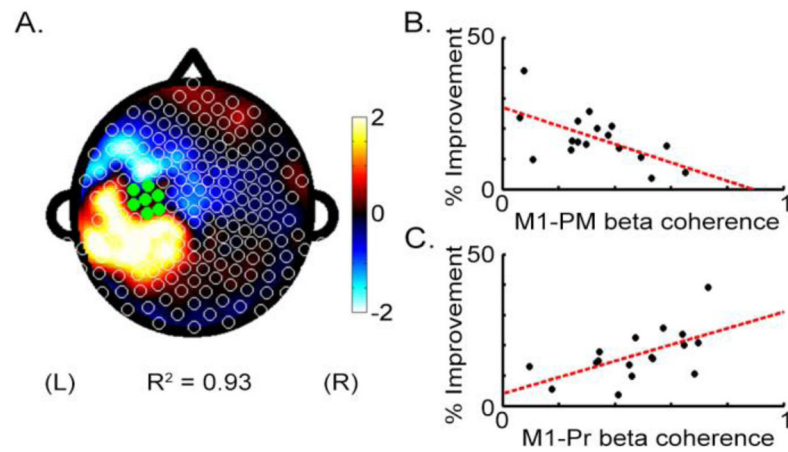 A.
2
0
-2
(L) R² = 0.93 (R)
B.
50
% Improvement
0
0 1
M1-PM beta coherence
C.
50
% Improvement
0
0 1
M1-Pr beta coherence